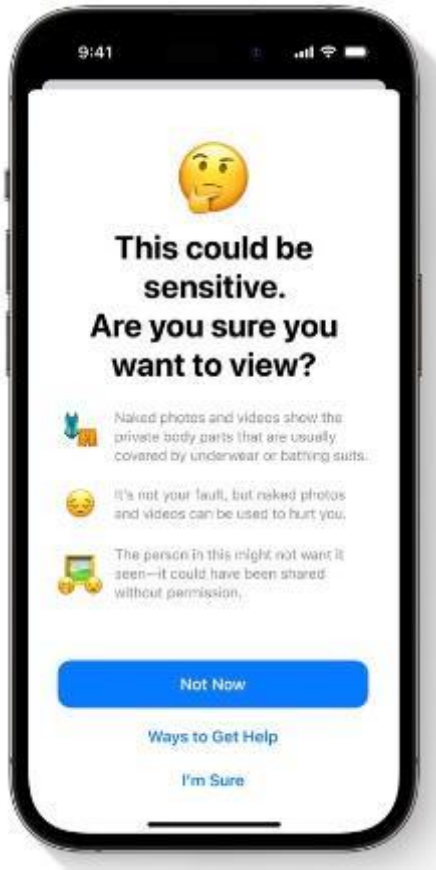 9:41
This could be
sensitive.
Are you sure you
want to view?
Naked photos and videos show the
private body parts that are usually
covered by underwear or bathing suits.
It's not your fault, but naked photos
and videos can be used to hurt you.
The person in this might not want it
seen—it could have been shared
without permission.
Not Now
Ways to Get Help
I'm Sure